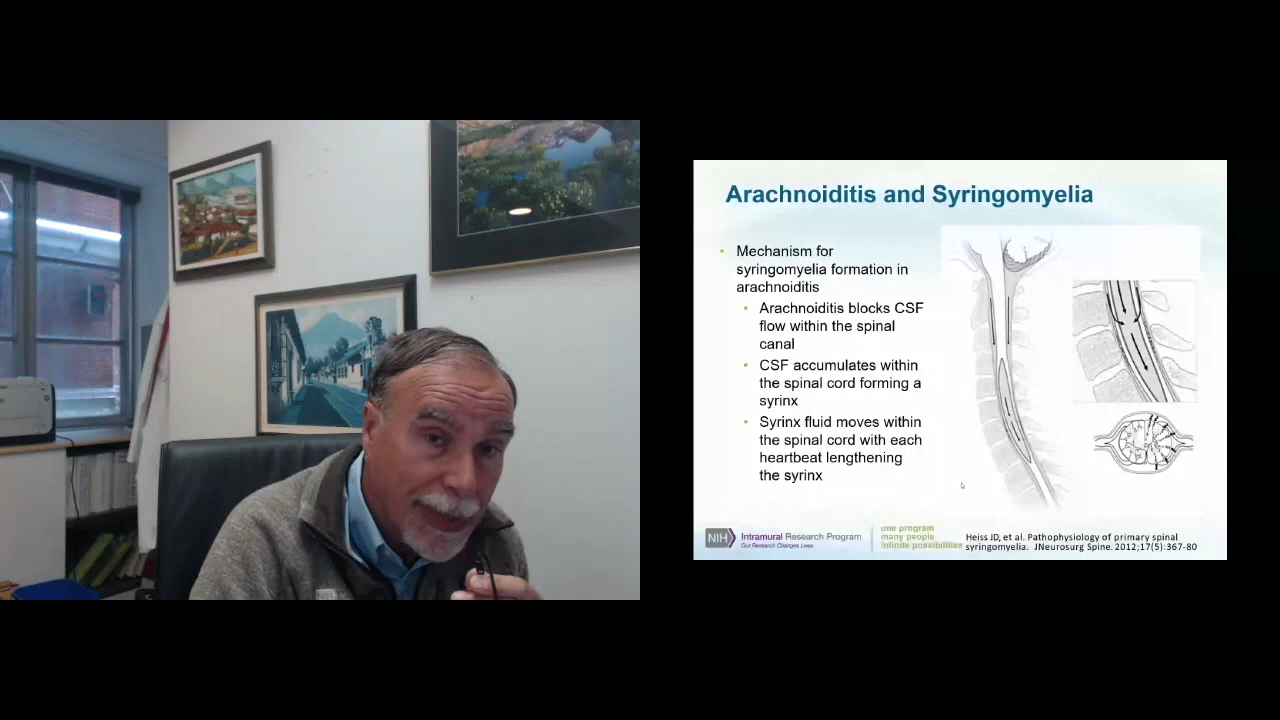 Arachnoiditis and Syringomyelia
Mechanism for
syringomyelia formation in
arachnoiditis
Arachnoiditis blocks CSF
flow within the spinal
canal
CSF accumulates within
the spinal cord forming a
syrinx
Syrinx fluid moves within
the spinal cord with each
heartbeat lengthening
the syrinx
NIH
Intramural Research Program
Our Research Changes Lives
one program
many people
infinite possibilities
Heiss JD, et al. Pathophysiology of primary spinal
syringomyelia. JNeurosurg Spine. 2012;17(5):367-80
NIH